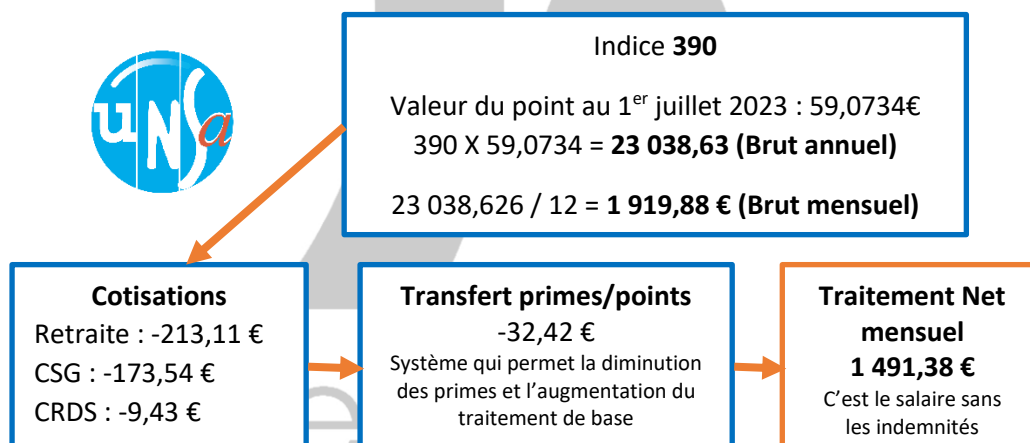 UNSa
Indice 390
Valeur du point au 1er juillet 2023 : 59,0734€
390 X 59,0734 = 23 038,63 (Brut annuel)
23 038,626 / 12 = 1 919,88 € (Brut mensuel)
Cotisations
Retraite : -213,11 €
CSG : -173,54 €
CRDS : -9,43 €
Transfert primes/points
-32,42 €
Système qui permet la diminution
des primes et l’augmentation du
traitement de base
Traitement Net
mensuel
1 491,38 €
C’est le salaire sans
les indemnités